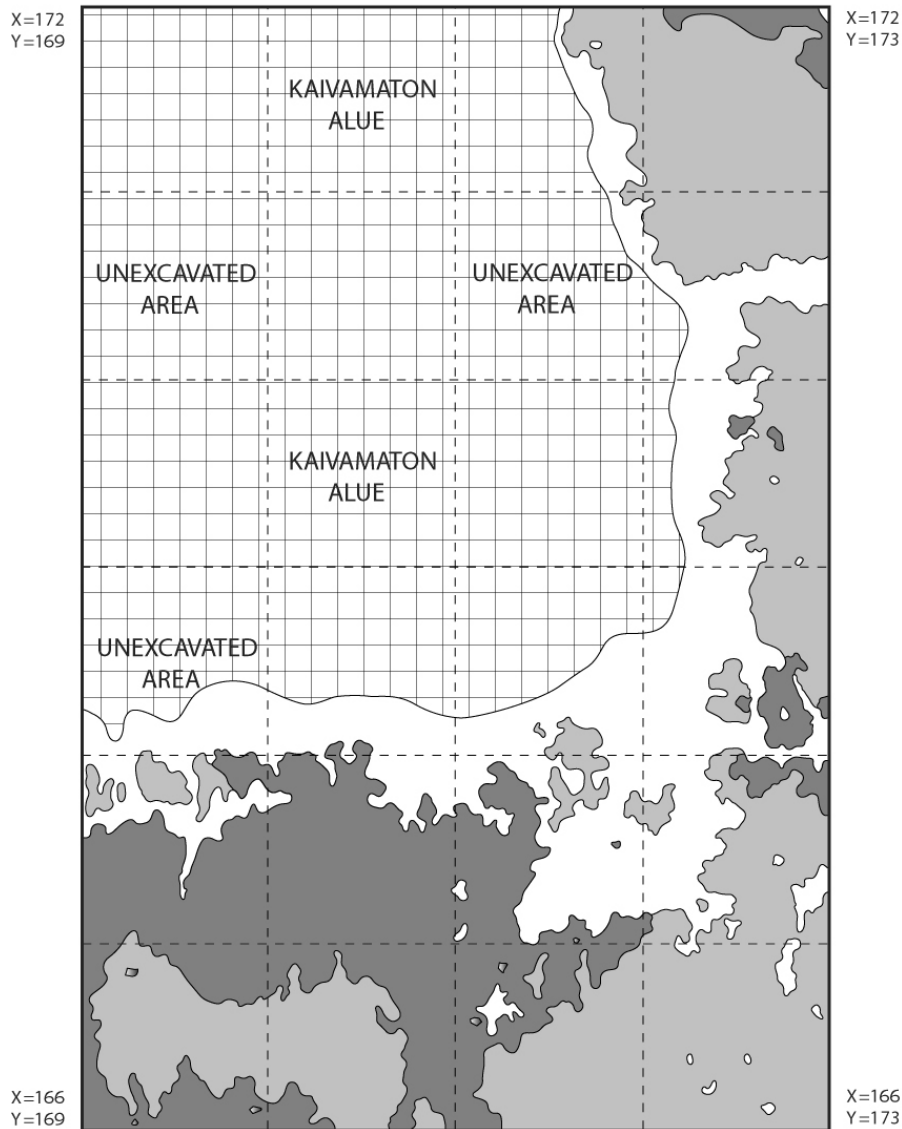 X=172
Y=169
X=172
Y=173
KAIVAMATON
ALUE
UNEXCAVATED
AREA
UNEXCAVATED
AREA
KAIVAMATON
ALUE
UNEXCAVATED
AREA
X=166
Y=169
X=166
Y=173